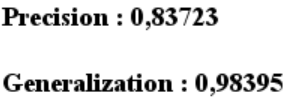 Precision : 0,83723
Generalization : 0,98395